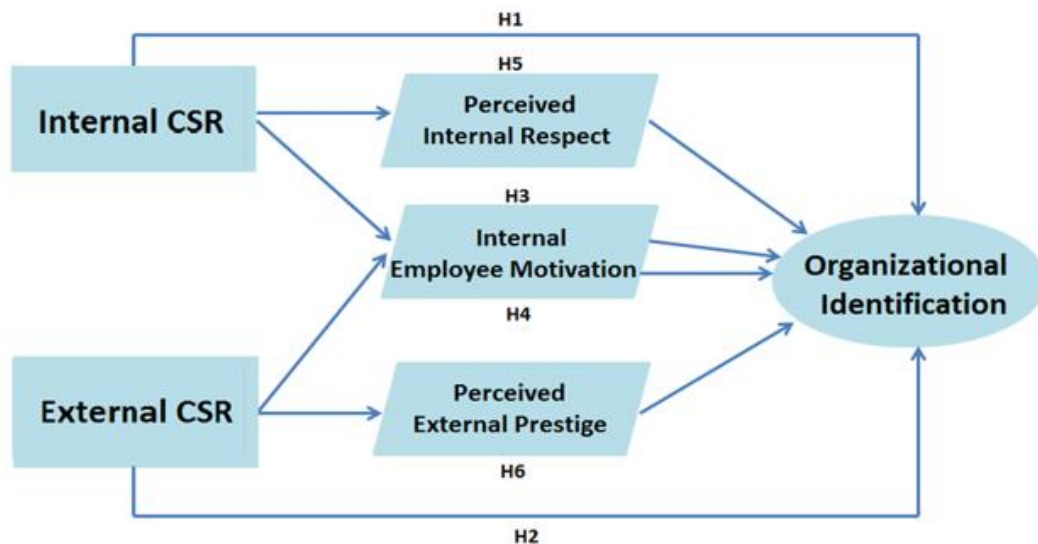 H1
Internal CSR
H5
Perceived
Internal Respect
H3
Internal
Employee Motivation
H4
Organizational
Identification
External CSR
Perceived
External Prestige
H6
H2